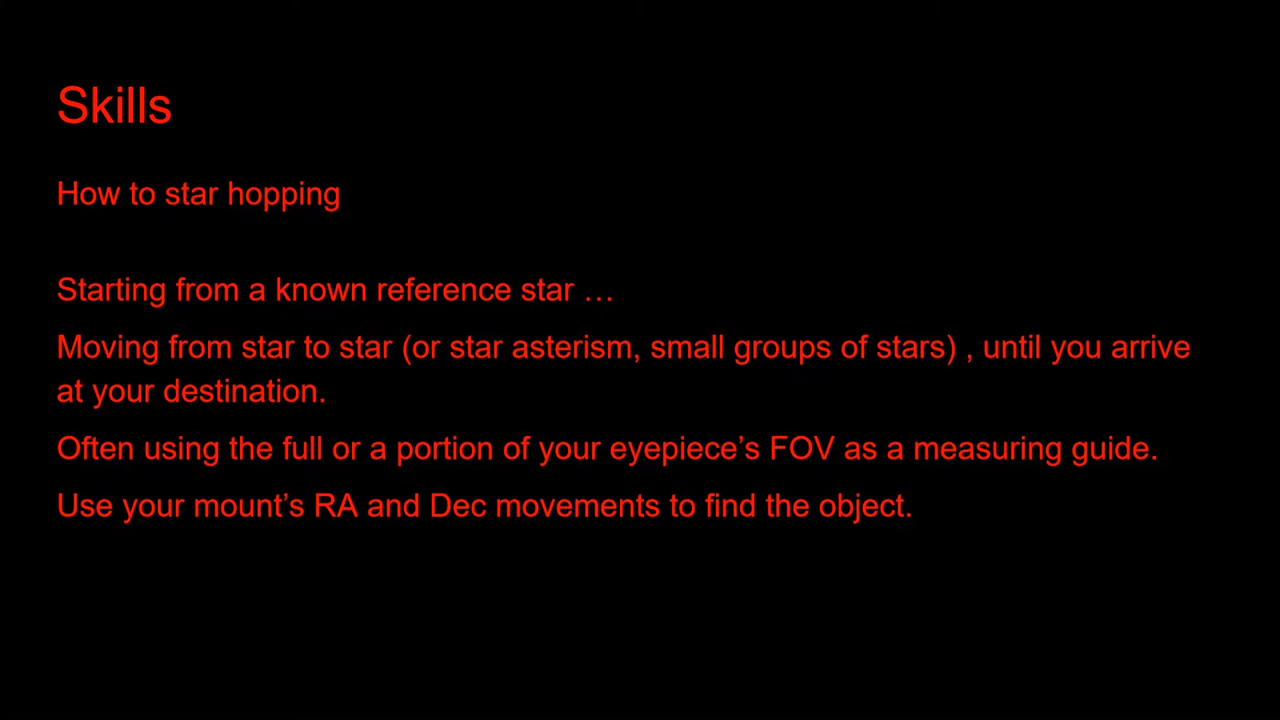 Skills
How to star hopping
Starting from a known reference star …
Moving from star to star (or star asterism, small groups of stars) , until you arrive
at your destination.
Often using the full or a portion of your eyepiece’s FOV as a measuring guide.
Use your mount’s RA and Dec movements to find the object.